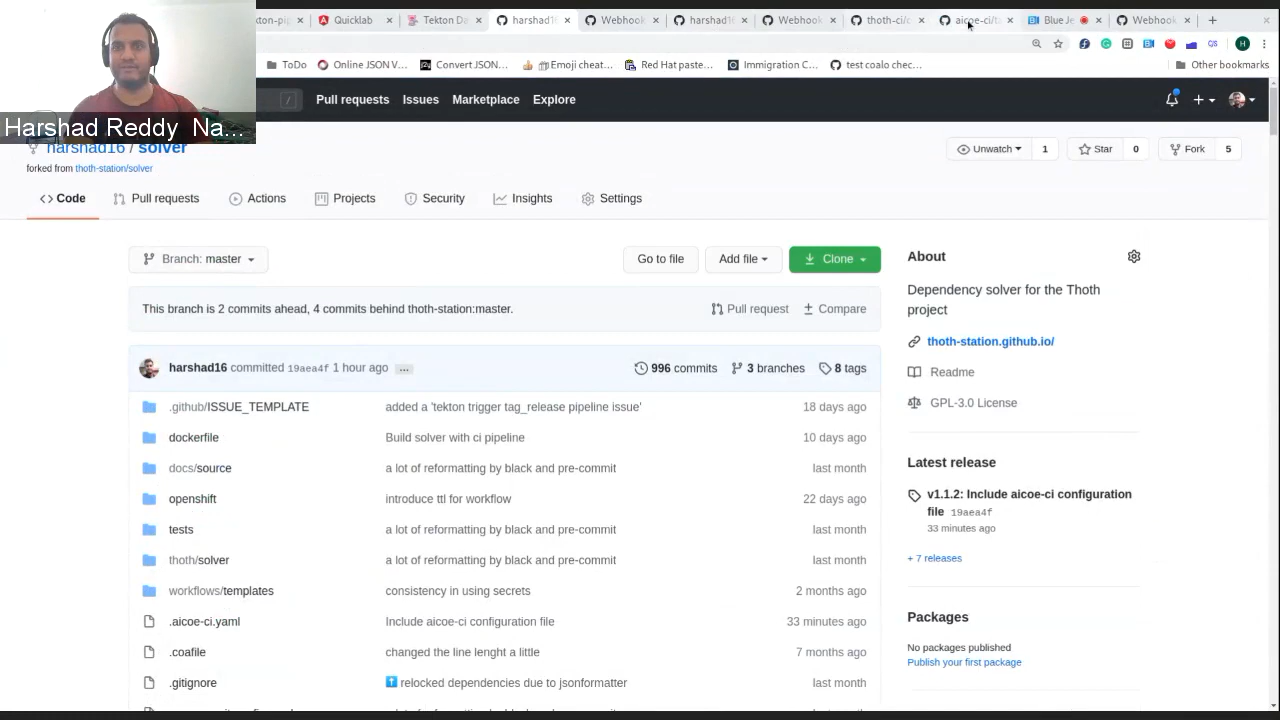 kton-pip
Quicklab
Tekton Da
harshad16
Webhook
harshad16
Webhook
thoth-ci/c
aicoe-ci/t
Blue Je
Webhook
ToDo
Online JSON V...
Convert JSON...
Emoji cheat...
Red Hat paste...
Immigration C...
test coalo chec...
Other bookmarks
Harshad Reddy Na...
/
Pull requests
Issues
Marketplace
Explore
harshad16 / solver
forked from thoth-station/solver
Unwatch 1
Star 0
Fork 5
Code
Pull requests
Actions
Projects
Security
Insights
Settings
Branch: master
Go to file
Add file
Clone
This branch is 2 commits ahead, 4 commits behind thoth-station:master.
Pull request
Compare
harshad16 committed 19aea4f 1 hour ago ...
996 commits
3 branches
8 tags
.github/ISSUE_TEMPLATE added a 'tekton trigger tag_release pipeline issue' 18 days ago
dockerfile Build solver with ci pipeline 10 days ago
docs/source a lot of reformatting by black and pre-commit last month
openshift introduce ttl for workflow 22 days ago
tests a lot of reformatting by black and pre-commit last month
thoth/solver a lot of reformatting by black and pre-commit last month
workflows/templates consistency in using secrets 2 months ago
.aicoe-ci.yaml Include aicoe-ci configuration file 33 minutes ago
.coafile changed the line lenght a little 7 months ago
.gitignore relocked dependencies due to jsonformatter last month
About
Dependency solver for the Thoth
project
thoth-station.github.io/
Readme
GPL-3.0 License
Latest release
v1.1.2: Include aicoe-ci configuration
file 19aea4f
33 minutes ago
+ 7 releases
Packages
No packages published
Publish your first package